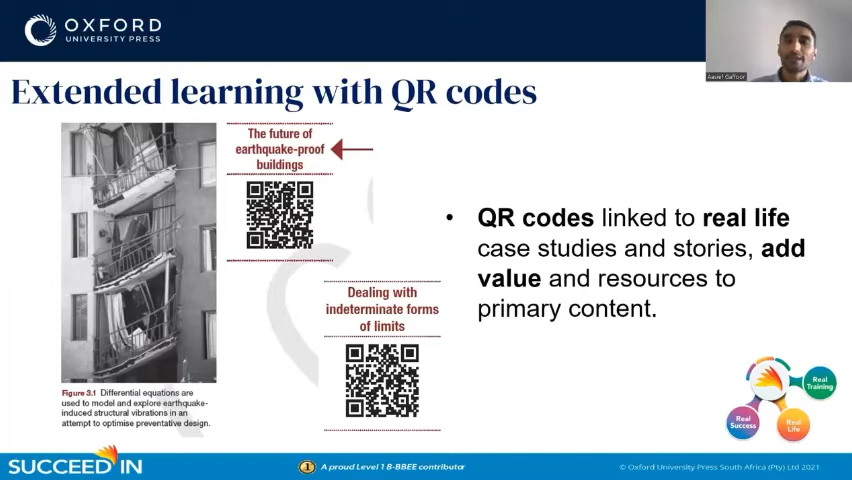 OXFORD
UNIVERSITY PRESS
Aasief Gaffoor
Extended learning with QR codes
The future of
earthquake-proof
buildings
Dealing with
indeterminate forms
of limits
Figure 3.1 Differential equations are
used to model and explore earthquake-
induced structural vibrations in an
attempt to optimise preventative design.
• QR codes linked to real life
case studies and stories, add
value and resources to
primary content.
Real
Training
Real
Success
Real
Life
SUCCEED IN
1 A proud Level 1 B-BBEE contributor
© Oxford University Press South Africa (Pty) Ltd 2021